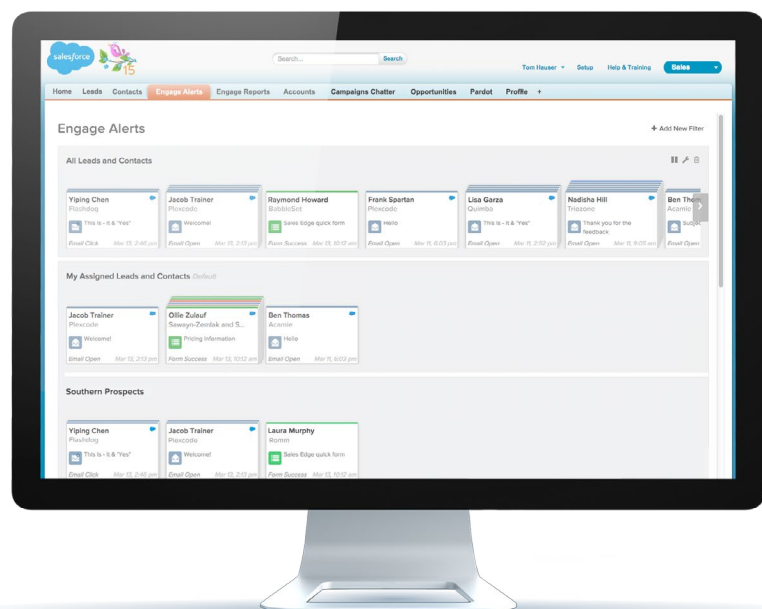 salesforce
15
Search...
Search
Tom Hauser
Setup
Help & Training
Sales
Home
Leads
Contacts
Engage Alerts
Engage Reports
Accounts
Campaigns
Chatter
Opportunities
Pardot
Profile
+
Engage Alerts
+ Add New Filter
All Leads and Contacts
Yiping Chen
Flashdog
This Is - It & "Yes"
Email Click
Mar 13, 2:46 pm
Jacob Trainer
Plexcode
Welcome!
Email Open
Mar 13, 2:13 pm
Raymond Howard
BabbleSet
Sales Edge quick form
Form Success
Mar 13, 10:12 am
Frank Spartan
Plexcode
Hello
Email Open
Mar 11, 6:03 pm
Lisa Garza
Quimba
This Is - It & "Yes"
Email Open
Mar 11, 2:32 pm
Nadisha Hill
Triozone
Thank you for the
feedback
Email Open
Mar 11, 9:05 am
Ben Thom
Acamie
Subject
Email Open
My Assigned Leads and Contacts Default
Jacob Trainer
Plexcode
Welcome!
Email Open
Mar 13, 2:13 pm
Ollie Zulauf
Sawayn-Zemlak and S...
Pricing Information
Form Success
Mar 13, 10:12 am
Ben Thomas
Acamie
Hello
Email Open
Mar 11, 6:03 pm
Southern Prospects
Yiping Chen
Flashdog
This Is - It & "Yes"
Email Click
Mar 13, 2:46 pm
Jacob Trainer
Plexcode
Welcome!
Email Open
Mar 13, 2:13 pm
Laura Murphy
Romm
Sales Edge quick form
Form Success
Mar 13, 10:12 am